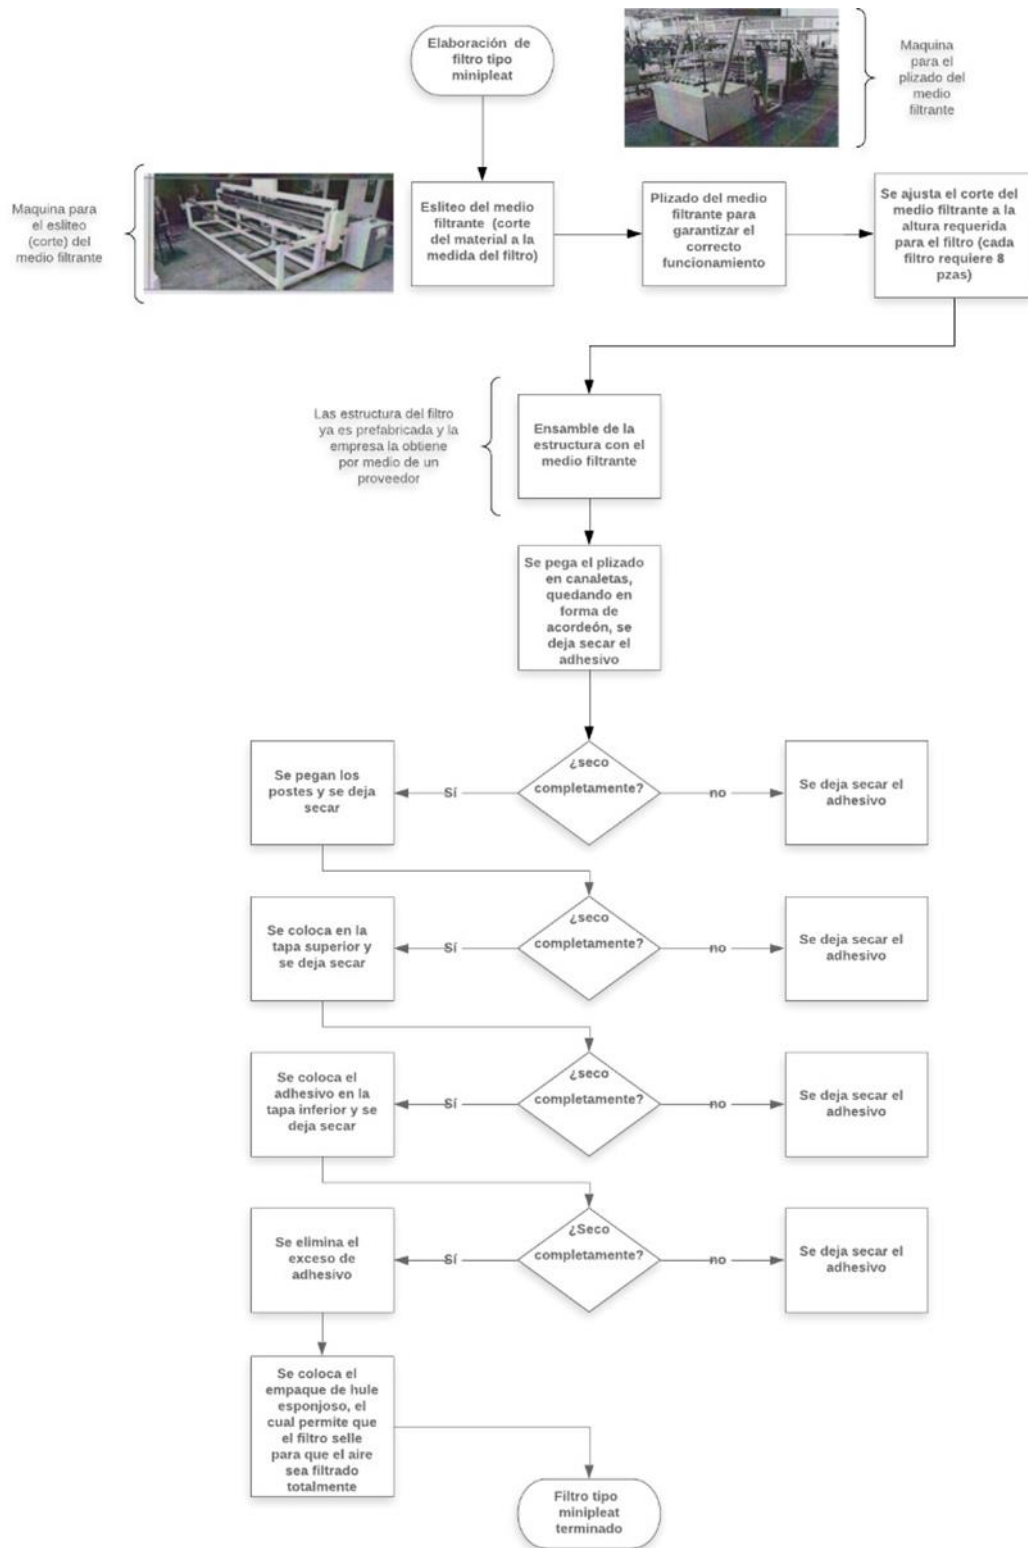 Elaboración de
filtro tipo
minipleat
Maquina
para el
plizado del
medio
filtrante
Maquina para
el esliteo
(corte) del
medio filtrante
Esliteo del medio
filtrante (corte
del material a la
medida del filtro)
Plizado del medio
filtrante para
garantizar el
correcto
funcionamiento
Se ajusta el corte del
medio filtrante a la
altura requerida
para el filtro (cada
filtro requiere 8
pzas)
Las estructura del filtro
ya es prefabricada y la
empresa la obtiene
por medio de un
proveedor
Ensamble de la
estructura con el
medio filtrante
Se pega el plizado
en canaletas,
quedando en
forma de
acordeón, se
deja secar el
adhesivo
¿seco
completamente?
Sí
no
Se pegan los
postes y se deja
secar
Se deja secar el
adhesivo
¿seco
completamente?
Sí
no
Se coloca en la
tapa superior y
se deja secar
Se deja secar el
adhesivo
¿seco
completamente?
Sí
no
Se coloca el
adhesivo en la
tapa inferior y se
deja secar
Se deja secar el
adhesivo
¿Seco
completamente?
Sí
no
Se elimina el
exceso de
adhesivo
Se deja secar el
adhesivo
Se coloca el
empaque de hule
esponjoso, el
cual permite que
el filtro selle
para que el aire
sea filtrado
totalmente
Filtro tipo
minipleat
terminado